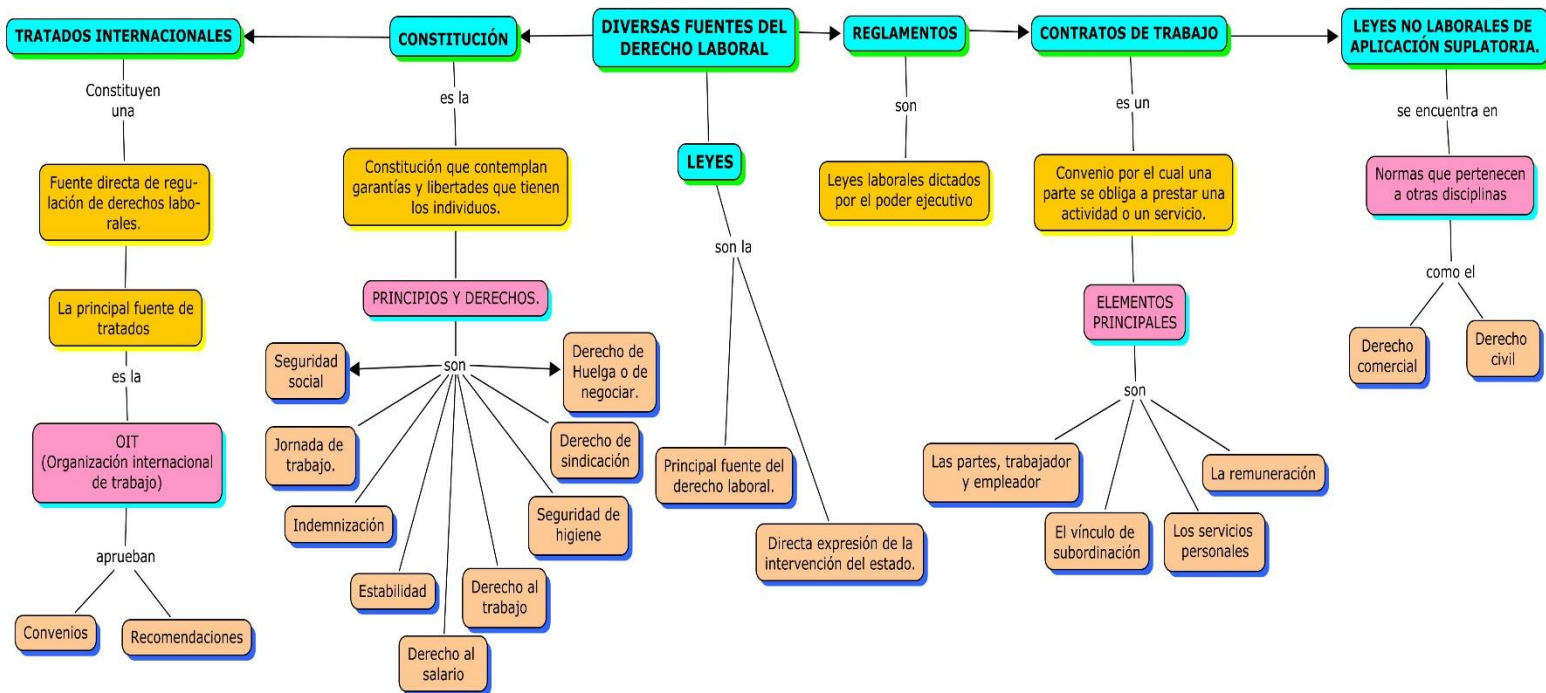 TRATADOS INTERNACIONALES
CONSTITUCIÓN
DIVERSAS FUENTES DEL
DERECHO LABORAL
REGLAMENTOS
CONTRATOS DE TRABAJO
LEYES NO LABORALES DE
APLICACIÓN SUPLATORIA.
Constituyen
una
Fuente directa de regu-
lación de derechos labo-
rales.
La principal fuente de
tratados
es la
OIT
(Organización internacional
de trabajo)
aprueban
Convenios
Recomendaciones
es la
Constitución que contemplan
garantías y libertades que tienen
los individuos.
PRINCIPIOS Y DERECHOS.
son
Seguridad
social
Derecho de
Huelga o de
negociar.
Jornada de
trabajo.
Derecho de
sindicación
Indemnización
Seguridad de
higiene
Estabilidad
Derecho al
trabajo
Derecho al
salario
LEYES
son la
Principal fuente del
derecho laboral.
Directa expresión de la
intervención del estado.
son
Leyes laborales dictados
por el poder ejecutivo
es un
Convenio por el cual una
parte se obliga a prestar una
actividad o un servicio.
ELEMENTOS
PRINCIPALES
son
Las partes, trabajador
y empleador
El vínculo de
subordinación
Los servicios
personales
La remuneración
se encuentra en
Normas que pertenecen
a otras disciplinas
como el
Derecho
comercial
Derecho
civil